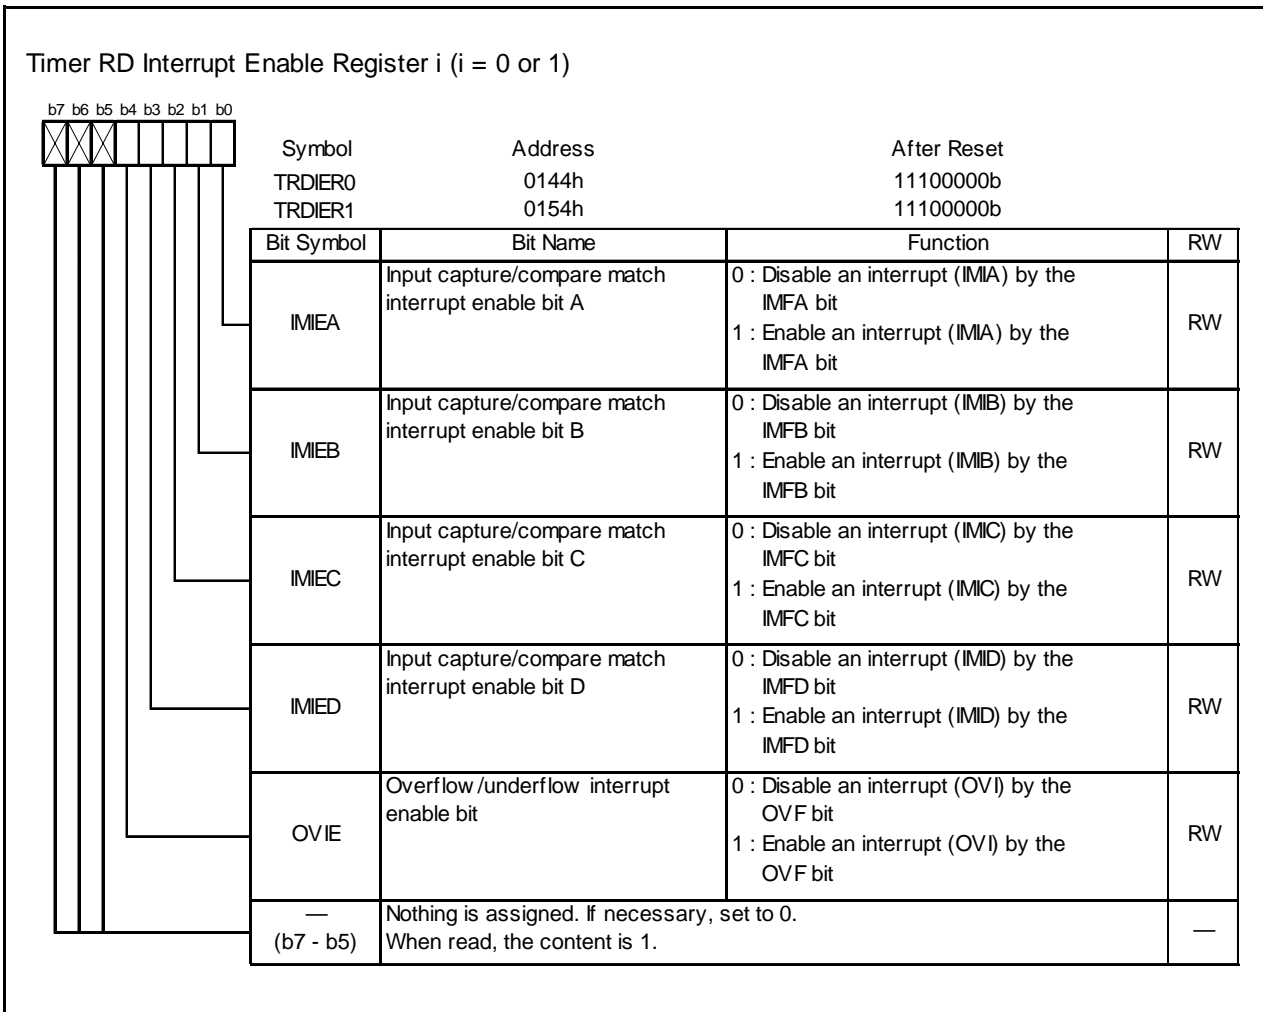 Timer RD Interrupt Enable Register i (i = 0 or 1)
b7 b6 b5 b4 b3 b2 b1 b0
Symbol Address After Reset
TRDIER0 0144h 11100000b
TRDIER1 0154h 11100000b
Bit Symbol Bit Name Function RW
IMIEA
Input capture/compare match
interrupt enable bit A
0 : Disable an interrupt (IMIA) by the
IMFA bit
1 : Enable an interrupt (IMIA) by the
IMFA bit
RW
IMIEB
Input capture/compare match
interrupt enable bit B
0 : Disable an interrupt (IMIB) by the
IMFB bit
1 : Enable an interrupt (IMIB) by the
IMFB bit
RW
IMIEC
Input capture/compare match
interrupt enable bit C
0 : Disable an interrupt (IMIC) by the
IMFC bit
1 : Enable an interrupt (IMIC) by the
IMFC bit
RW
IMIED
Input capture/compare match
interrupt enable bit D
0 : Disable an interrupt (IMID) by the
IMFD bit
1 : Enable an interrupt (IMID) by the
IMFD bit
RW
OVIE
Overflow/underflow interrupt
enable bit
0 : Disable an interrupt (OVI) by the
OVF bit
1 : Enable an interrupt (OVI) by the
OVF bit
RW
—
(b7 - b5)
Nothing is assigned. If necessary, set to 0.
When read, the content is 1.
—